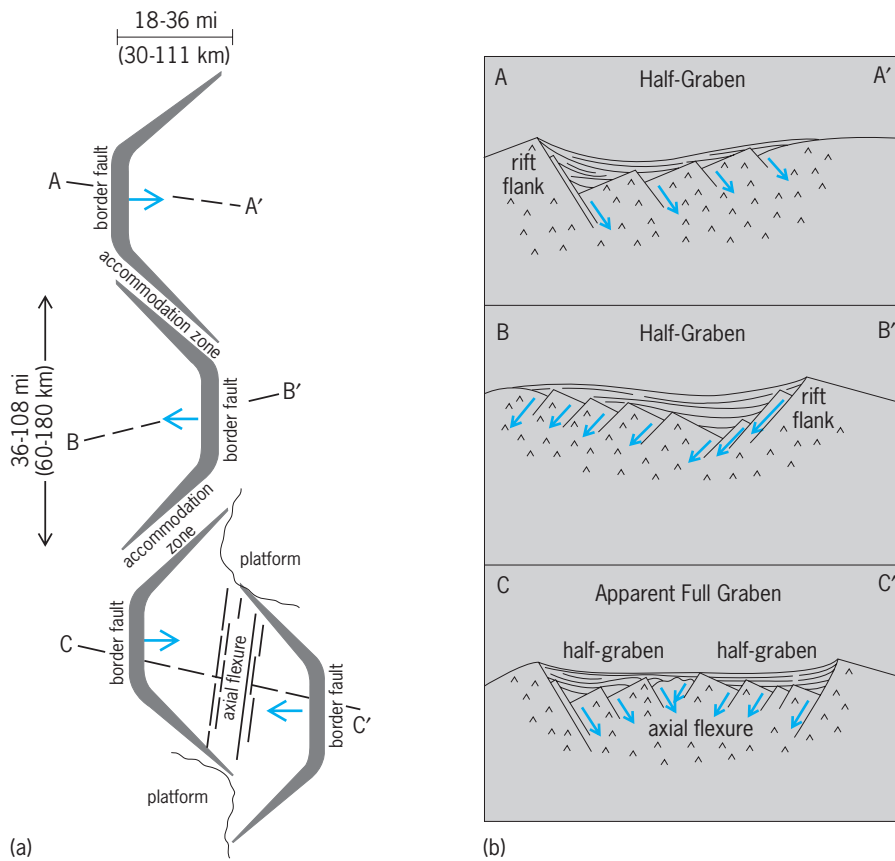 18-36 mi
(30-111 km)
border fault
A
A′
accommodation zone
36-108 mi
(60-180 km)
B
B′
border fault
accommodation
zone
platform
border fault
C
axial flexure
C′
border fault
platform
(a)
A
Half-Graben
A′
rift
flank
B
Half-Graben
B′
rift
flank
C
Apparent Full Graben
C′
half-graben
half-graben
axial flexure
(b)